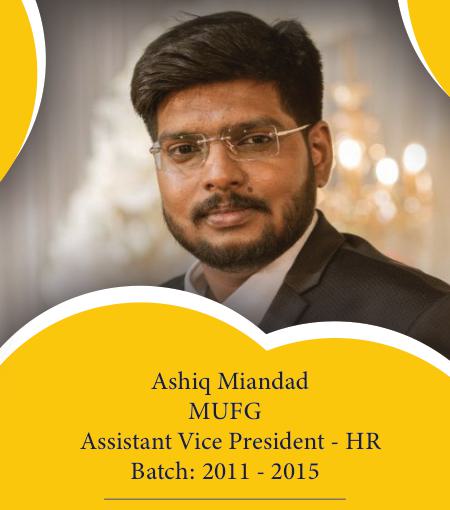 Ashiq Miandad
MUFG
Assistant Vice President - HR
Batch: 2011 - 2015